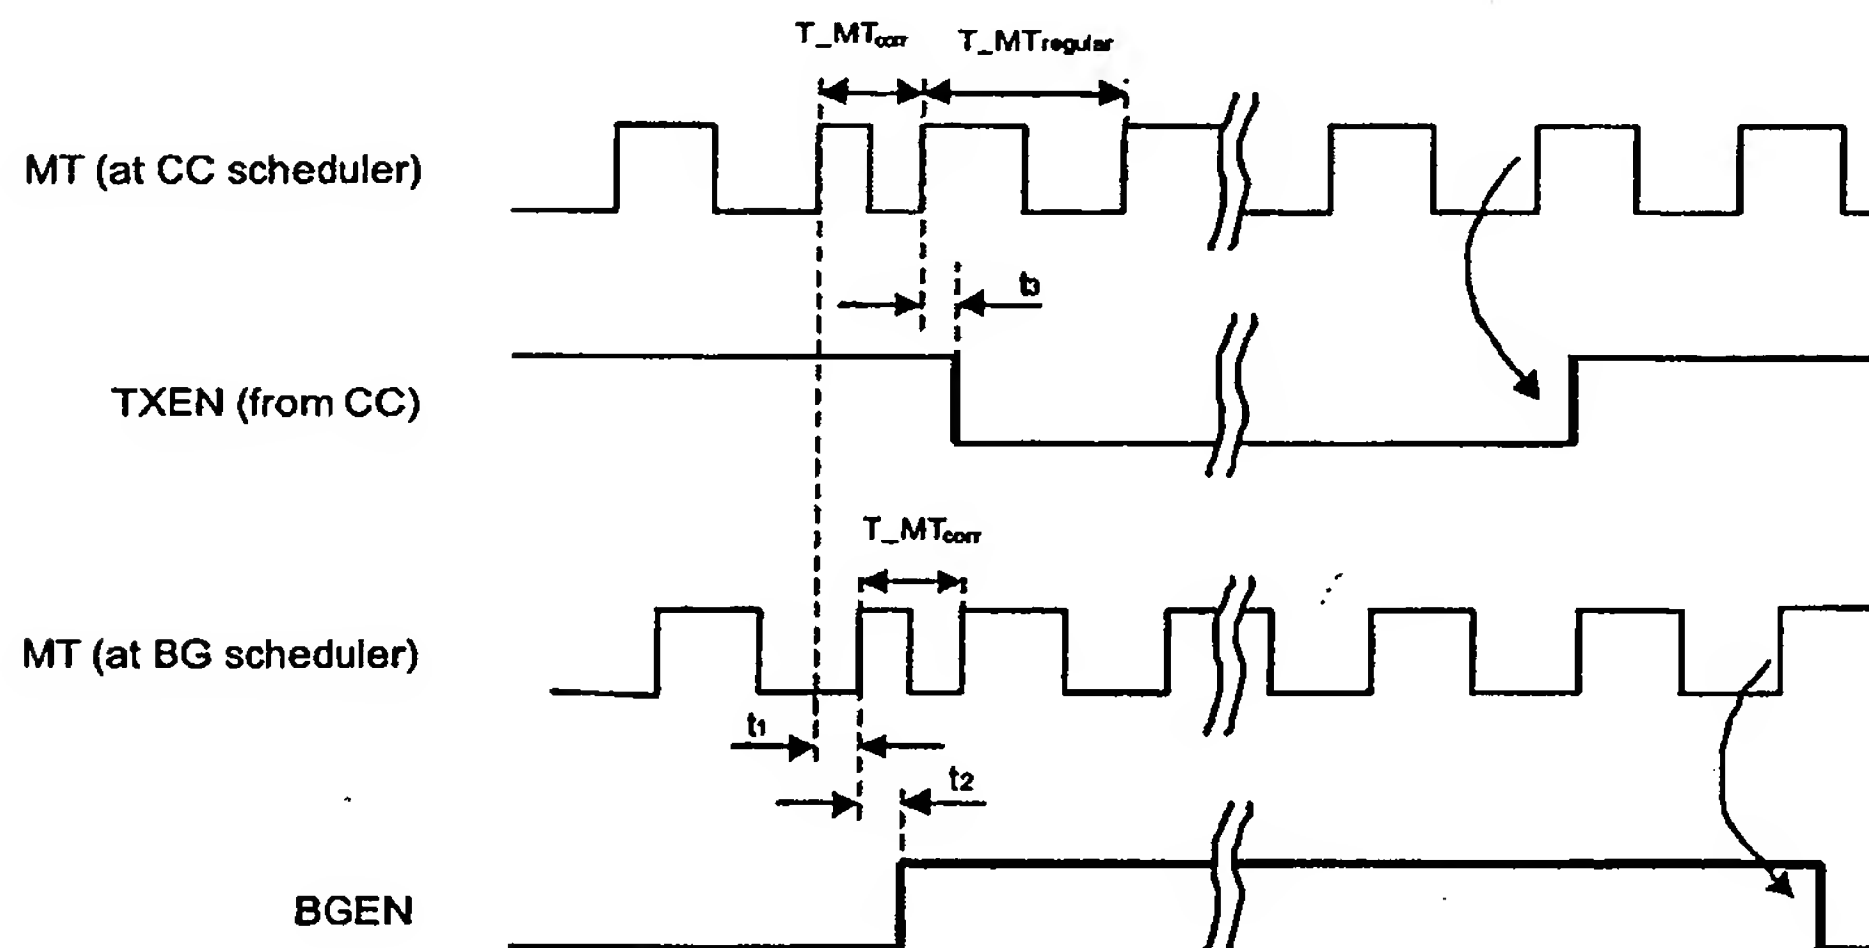 T_MTcorr T_MTregular
MT (at CC scheduler)
t3
TXEN (from CC)
T_MTcorr
MT (at BG scheduler)
t1
t2
BGEN